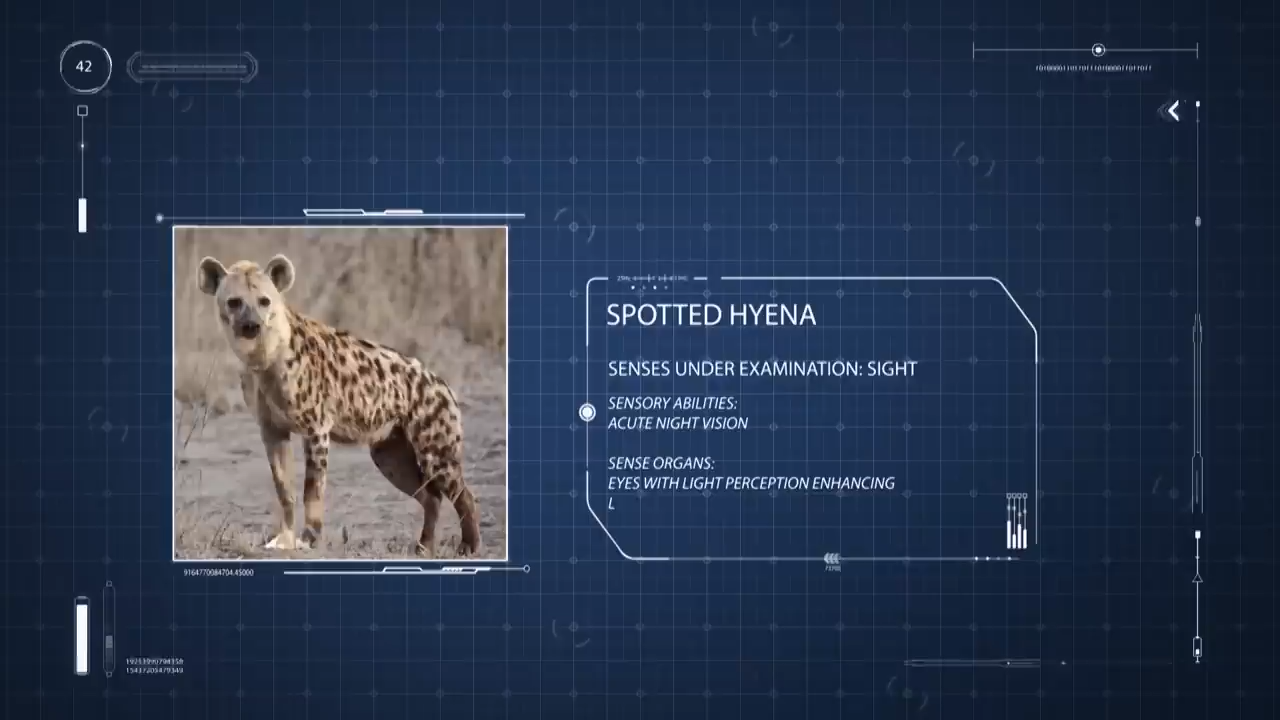 42
SPOTTED HYENA
SENSES UNDER EXAMINATION: SIGHT
SENSORY ABILITIES:
ACUTE NIGHT VISION
SENSE ORGANS:
EYES WITH LIGHT PERCEPTION ENHANCING
L
9164770084704.45000